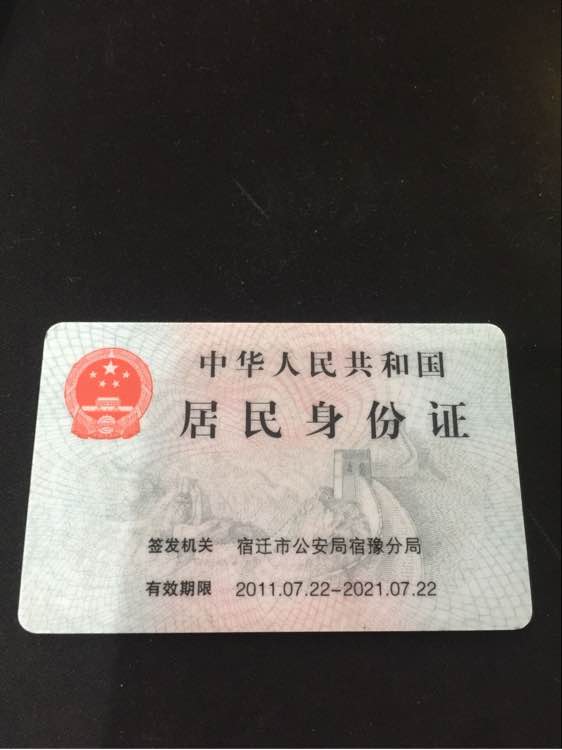 中华人民共和国
居民身份证
签发机关 宿迁市公安局宿豫分局
有效期限 2011.07.22-2021.07.22